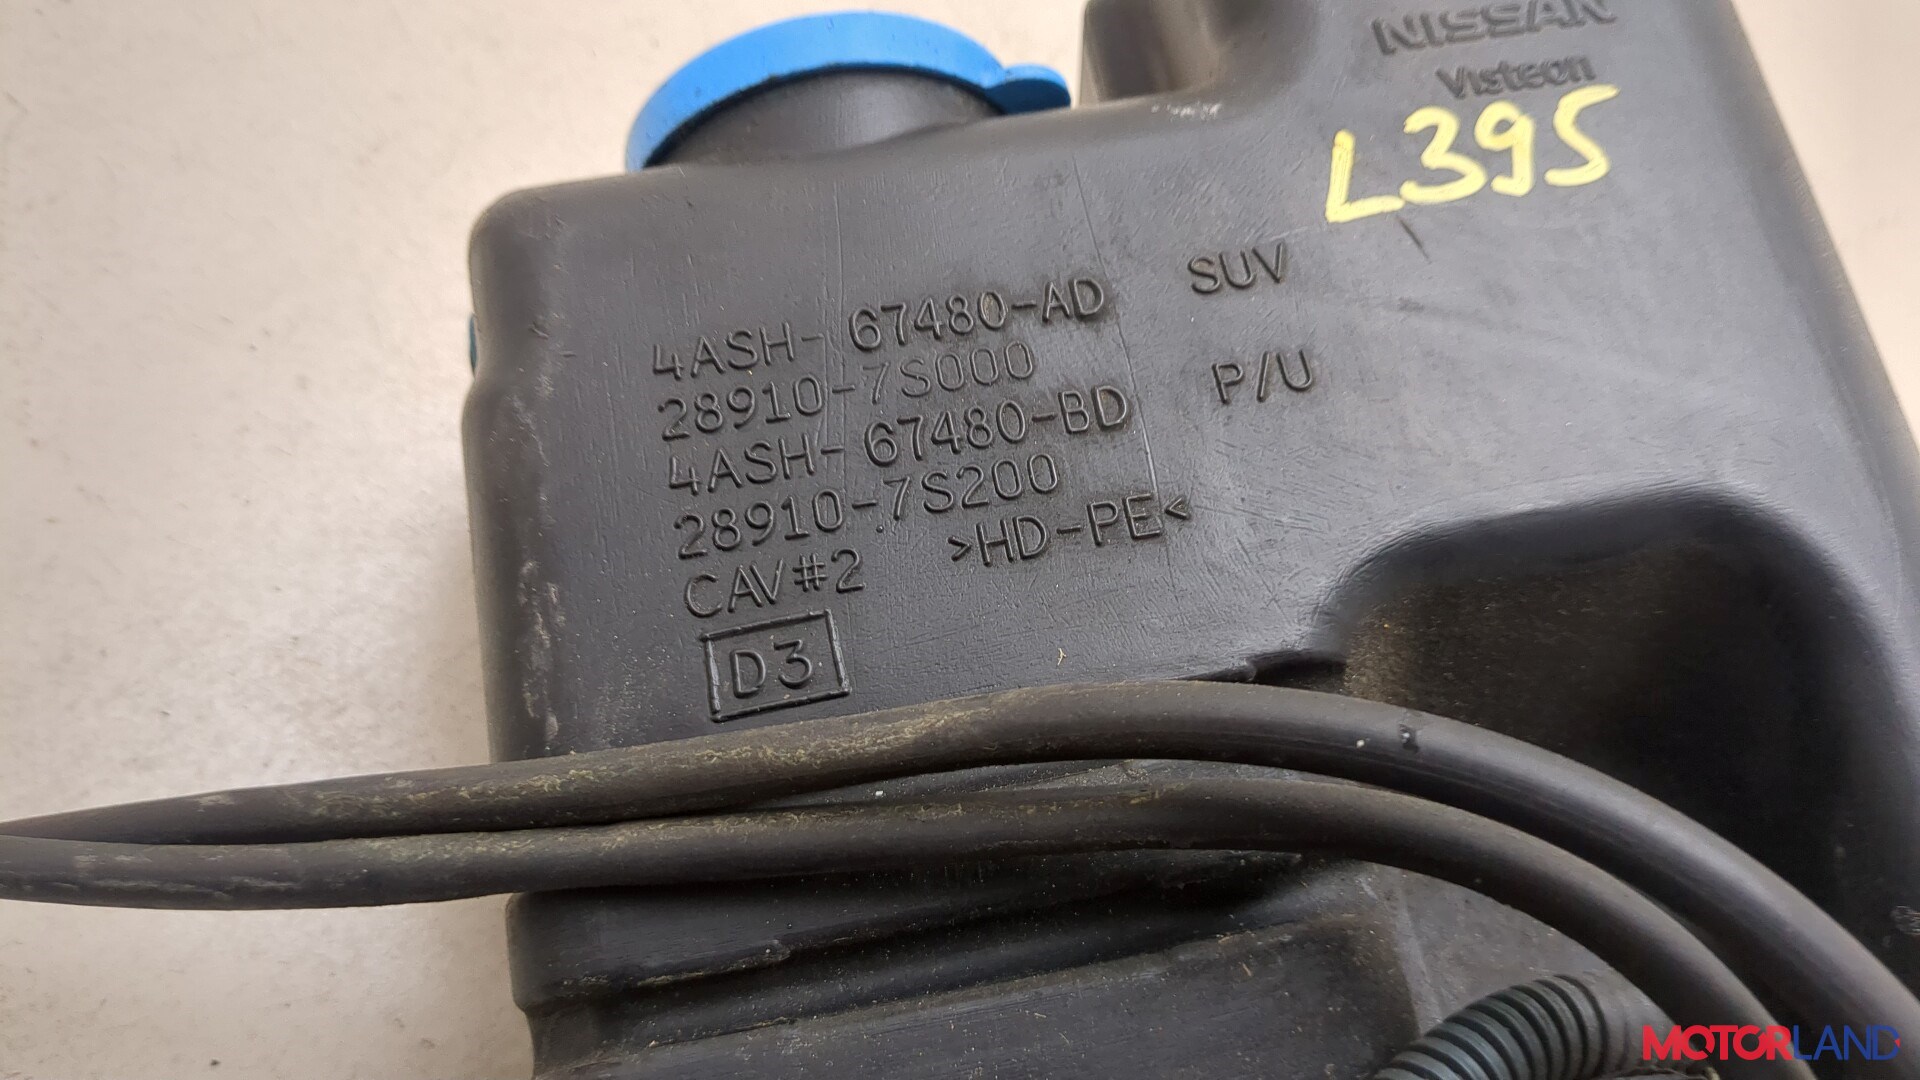 NISSAN
Visteon
L395
4ASH-67480-AD SUV
28910-7S000
4ASH-67480-BD P/U
28910-7S200
CAV#2 >HD-PE<
D3
MOTORLAND